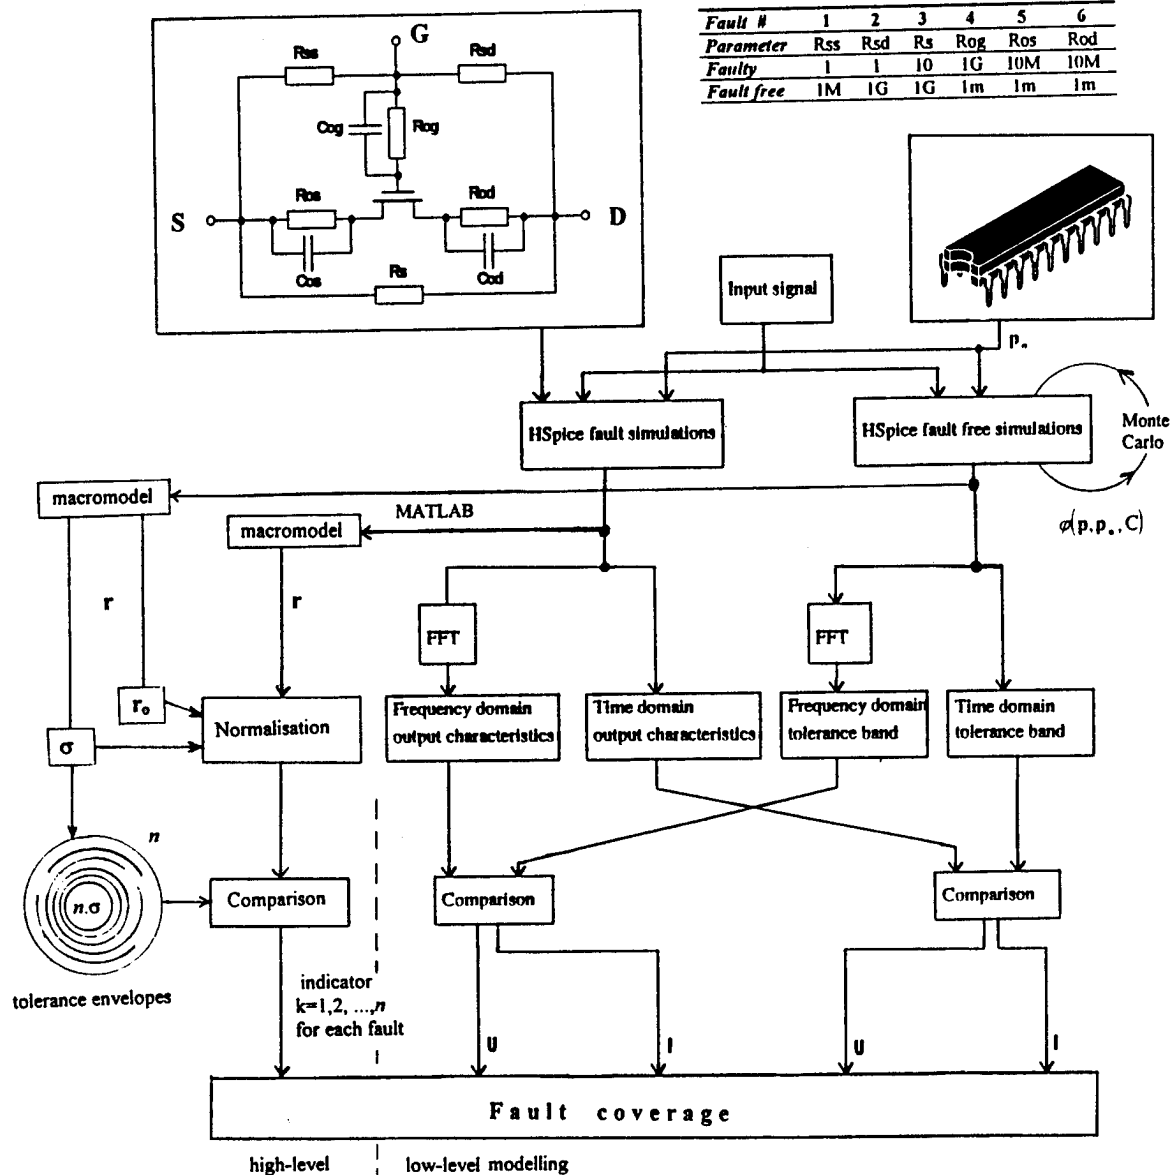 Fault # 1 2 3 4 5 6
Parameter Rss Rsd Rs Rog Ros Rod
Faulty 1 1 10 1G 10M 10M
Fault free 1M 1G 1G 1m 1m 1m
G
Rss
Rsd
Cog
Rog
Ros
Rod
S
D
Cos
Cod
Rs
Input signal
HSpice fault simulations
HSpice fault free simulations
Monte
Carlo
macromodel
MATLAB
macromodel
ϕ(p,pₒ,C)
r
r
FFT
FFT
r₀
Normalisation
Frequency domain
output characteristics
Time domain
output characteristics
Frequency domain
tolerance band
Time domain
tolerance band
σ
n
n.σ
Comparison
Comparison
Comparison
tolerance envelopes
indicator
k=1,2, ...,n
for each fault
U
I
U
I
Fault coverage
high-level
low-level modelling